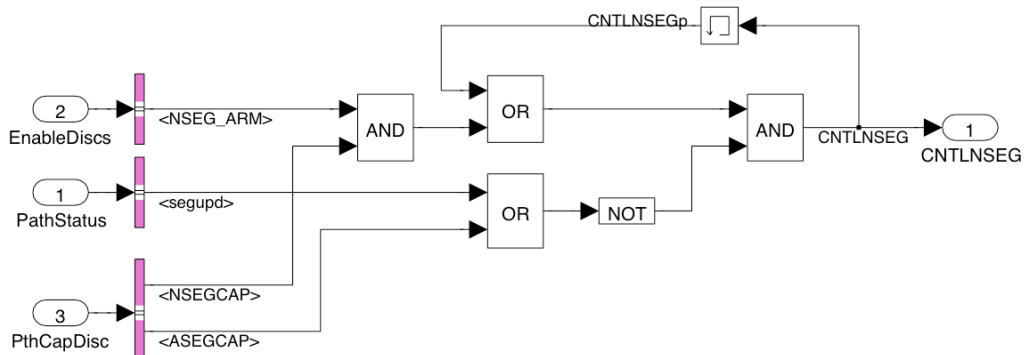 CNTLNSEGp
2
EnableDiscs
<NSEG_ARM>
AND
OR
AND
CNTLNSEG
1
CNTLNSEG
1
PathStatus
<segupd>
OR
NOT
3
PthCapDisc
<NSEGCAP>
<ASEGCAP>